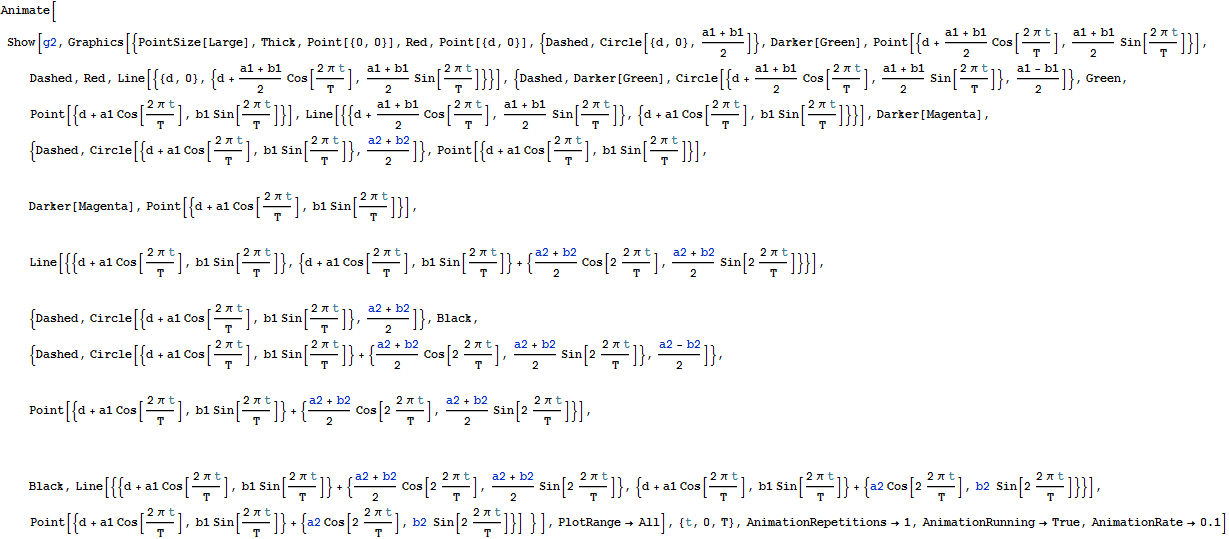 Animate[
Show[g2, Graphics[{PointSize[Large], Thick, Point[{0, 0}], Red, Point[{d, 0}], {Dashed, Circle[{d, 0}, (a1 + b1)/2]}, Darker[Green], Point[{d + (a1 + b1)/2 Cos[(2 π t)/T], (a1 + b1)/2 Sin[(2 π t)/T]}],
Dashed, Red, Line[{{d, 0}, {d + (a1 + b1)/2 Cos[(2 π t)/T], (a1 + b1)/2 Sin[(2 π t)/T]}}], {Dashed, Darker[Green], Circle[{d + (a1 + b1)/2 Cos[(2 π t)/T], (a1 + b1)/2 Sin[(2 π t)/T]}, (a1 - b1)/2]}, Green,
Point[{d + a1 Cos[(2 π t)/T], b1 Sin[(2 π t)/T]}], Line[{{d + (a1 + b1)/2 Cos[(2 π t)/T], (a1 + b1)/2 Sin[(2 π t)/T]}, {d + a1 Cos[(2 π t)/T], b1 Sin[(2 π t)/T]}}], Darker[Magenta],
{Dashed, Circle[{d + a1 Cos[(2 π t)/T], b1 Sin[(2 π t)/T]}, (a2 + b2)/2]}, Point[{d + a1 Cos[(2 π t)/T], b1 Sin[(2 π t)/T]}],
Darker[Magenta], Point[{d + a1 Cos[(2 π t)/T], b1 Sin[(2 π t)/T]}],
Line[{{d + a1 Cos[(2 π t)/T], b1 Sin[(2 π t)/T]}, {d + a1 Cos[(2 π t)/T], b1 Sin[(2 π t)/T]} + {(a2 + b2)/2 Cos[2 (2 π t)/T], (a2 + b2)/2 Sin[2 (2 π t)/T]}}],
{Dashed, Circle[{d + a1 Cos[(2 π t)/T], b1 Sin[(2 π t)/T]}, (a2 + b2)/2]}, Black,
{Dashed, Circle[{d + a1 Cos[(2 π t)/T], b1 Sin[(2 π t)/T]} + {(a2 + b2)/2 Cos[2 (2 π t)/T], (a2 + b2)/2 Sin[2 (2 π t)/T]}, (a2 - b2)/2]},
Point[{d + a1 Cos[(2 π t)/T], b1 Sin[(2 π t)/T]} + {(a2 + b2)/2 Cos[2 (2 π t)/T], (a2 + b2)/2 Sin[2 (2 π t)/T]}],
Black, Line[{{d + a1 Cos[(2 π t)/T], b1 Sin[(2 π t)/T]} + {(a2 + b2)/2 Cos[2 (2 π t)/T], (a2 + b2)/2 Sin[2 (2 π t)/T]}, {d + a1 Cos[(2 π t)/T], b1 Sin[(2 π t)/T]} + {a2 Cos[2 (2 π t)/T], b2 Sin[2 (2 π t)/T]}}],
Point[{d + a1 Cos[(2 π t)/T], b1 Sin[(2 π t)/T]} + {a2 Cos[2 (2 π t)/T], b2 Sin[2 (2 π t)/T]}] }], PlotRange → All], {t, 0, T}, AnimationRepetitions → 1, AnimationRunning → True, AnimationRate → 0.1]